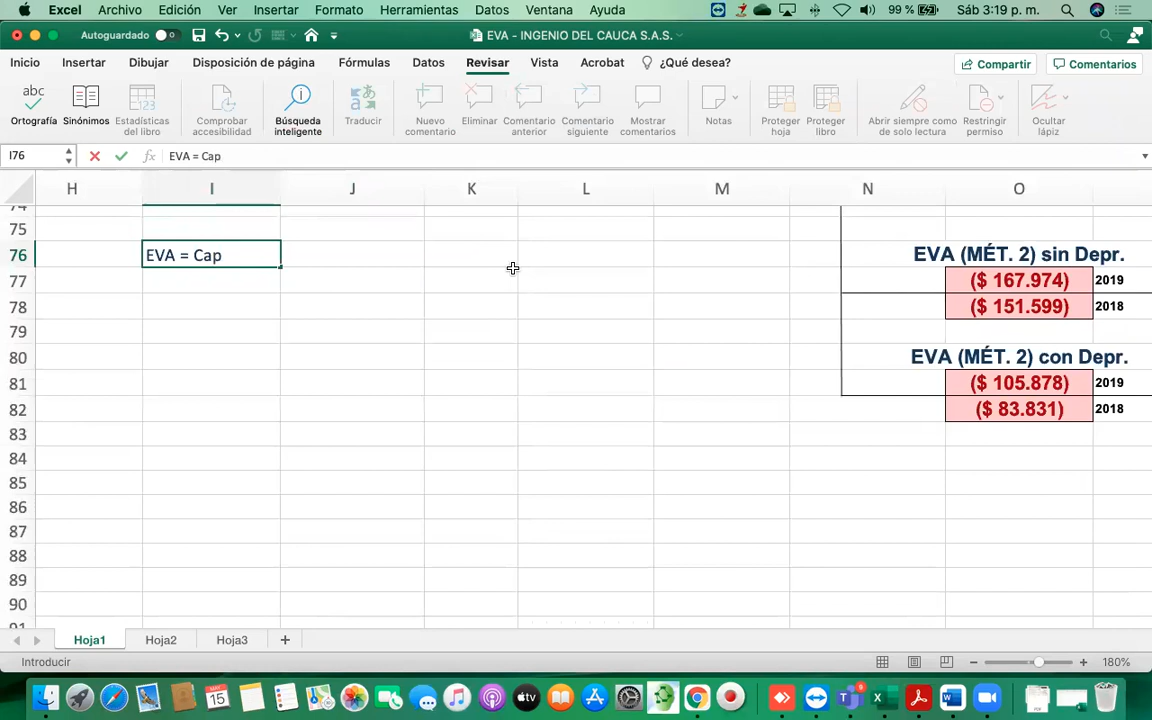 Excel Archivo Edición Ver Insertar Formato Herramientas Datos Ventana Ayuda 99 % Sáb 3:19 p. m.
Autoguardado EVA - INGENIO DEL CAUCA S.A.S.
Inicio Insertar Dibujar Disposición de página Fórmulas Datos Revisar Vista Acrobat ¿Qué desea? Compartir Comentarios
abc
123
Ortografía Sinónimos Estadísticas del libro Comprobar accesibilidad Búsqueda inteligente Traducir Nuevo comentario Eliminar Comentario anterior Comentario siguiente Mostrar comentarios Notas Proteger hoja Proteger libro Abrir siempre como de solo lectura Restringir permiso Ocultar lápiz
I76 fx EVA = Cap
H I J K L M N O
74
75
76 EVA = Cap EVA (MÉT. 2) sin Depr.
77 ($ 167.974) 2019
78 ($ 151.599) 2018
79
80 EVA (MÉT. 2) con Depr.
81 ($ 105.878) 2019
82 ($ 83.831) 2018
83
84
85
86
87
88
89
90
91
Hoja1 Hoja2 Hoja3 +
Introducir 180%
MAY
15